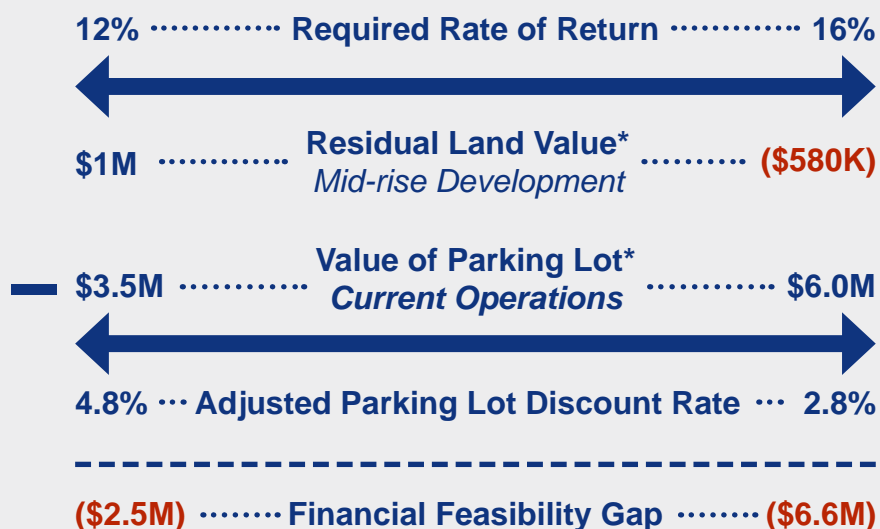 12% ············ Required Rate of Return ············ 16%
$1M ············ Residual Land Value* ·········· ($580K)
Mid-rise Development
$3.5M ············ Value of Parking Lot* ············ $6.0M
Current Operations
4.8% ··· Adjusted Parking Lot Discount Rate ··· 2.8%
($2.5M) ········ Financial Feasibility Gap ········ ($6.6M)